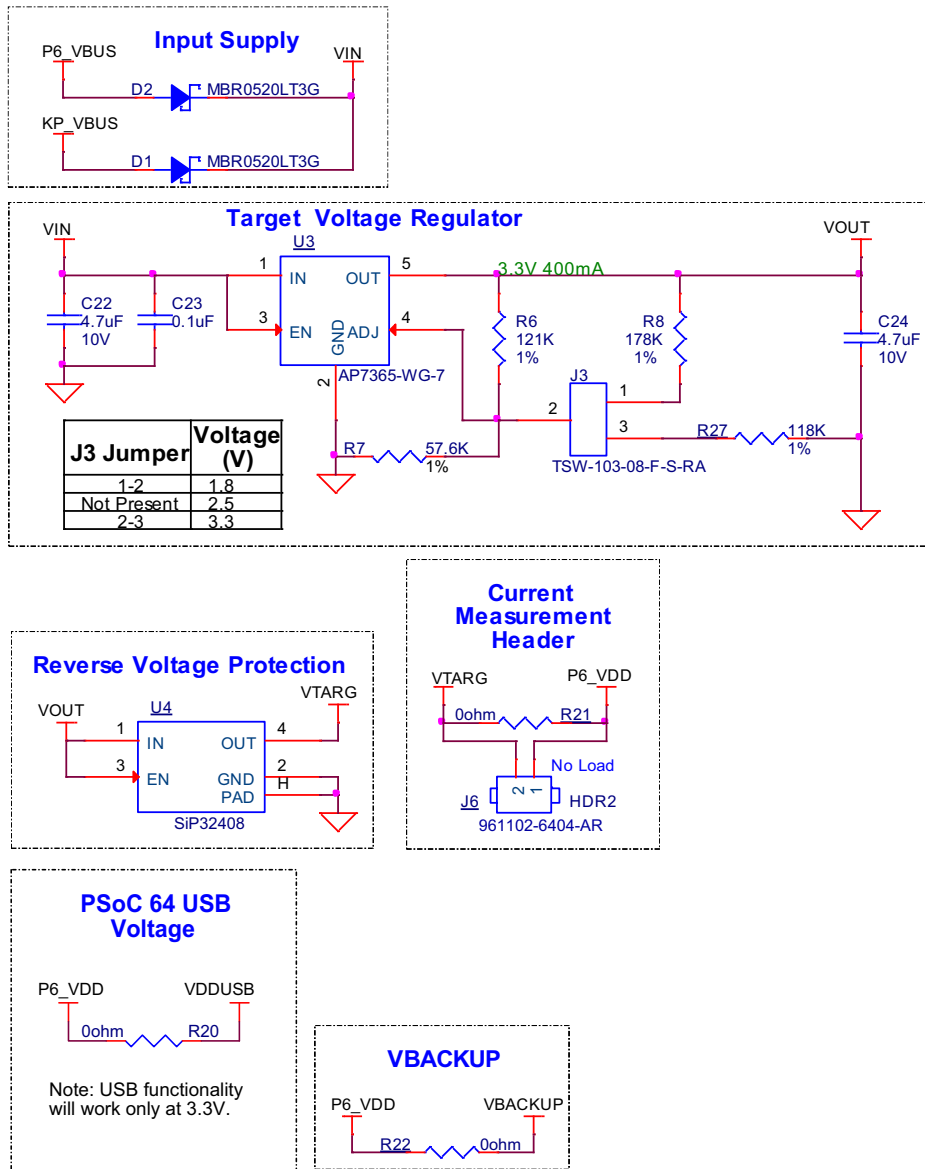 Input Supply
P6_VBUS
VIN
D2
MBR0520LT3G
KP_VBUS
D1
MBR0520LT3G
Target Voltage Regulator
VIN
U3
VOUT
1
IN
OUT
5
3.3V 400mA
C22
4.7uF
10V
C23
0.1uF
3
EN
GND
ADJ
4
2
AP7365-WG-7
R6
121K
1%
R8
178K
1%
C24
4.7uF
10V
J3
1
2
3
R27
118K
1%
TSW-103-08-F-S-RA
R7
57.6K
1%
J3 Jumper
Voltage
(V)
1-2
1.8
Not Present
2.5
2-3
3.3
Reverse Voltage Protection
VOUT
U4
VTARG
1
IN
OUT
4
3
EN
GND
2
PAD
H
SiP32408
Current
Measurement
Header
VTARG
P6_VDD
0ohm
R21
No Load
2
1
J6
HDR2
961102-6404-AR
PSoC 64 USB
Voltage
P6_VDD
VDDUSB
0ohm
R20
Note: USB functionality
will work only at 3.3V.
VBACKUP
P6_VDD
VBACKUP
R22
0ohm